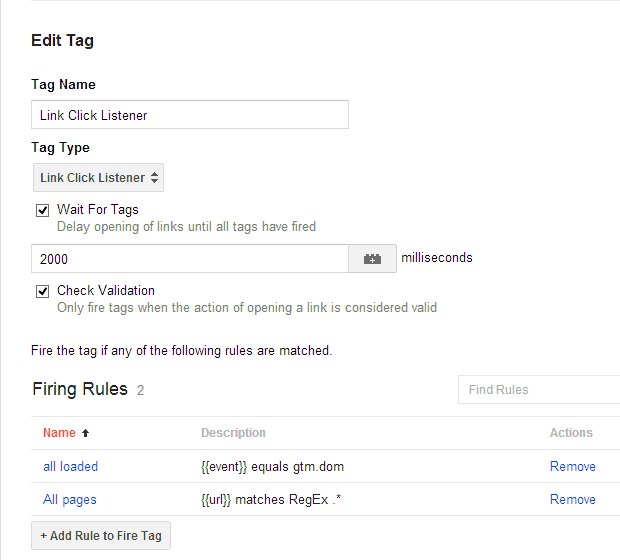 Edit Tag
Tag Name
Link Click Listener
Tag Type
Link Click Listener
Wait For Tags
Delay opening of links until all tags have fired
2000 milliseconds
Check Validation
Only fire tags when the action of opening a link is considered valid
Fire the tag if any of the following rules are matched.
Firing Rules 2 Find Rules
Name Description Actions
all loaded {{event}} equals gtm.dom Remove
All pages {{url}} matches RegEx .* Remove
+ Add Rule to Fire Tag